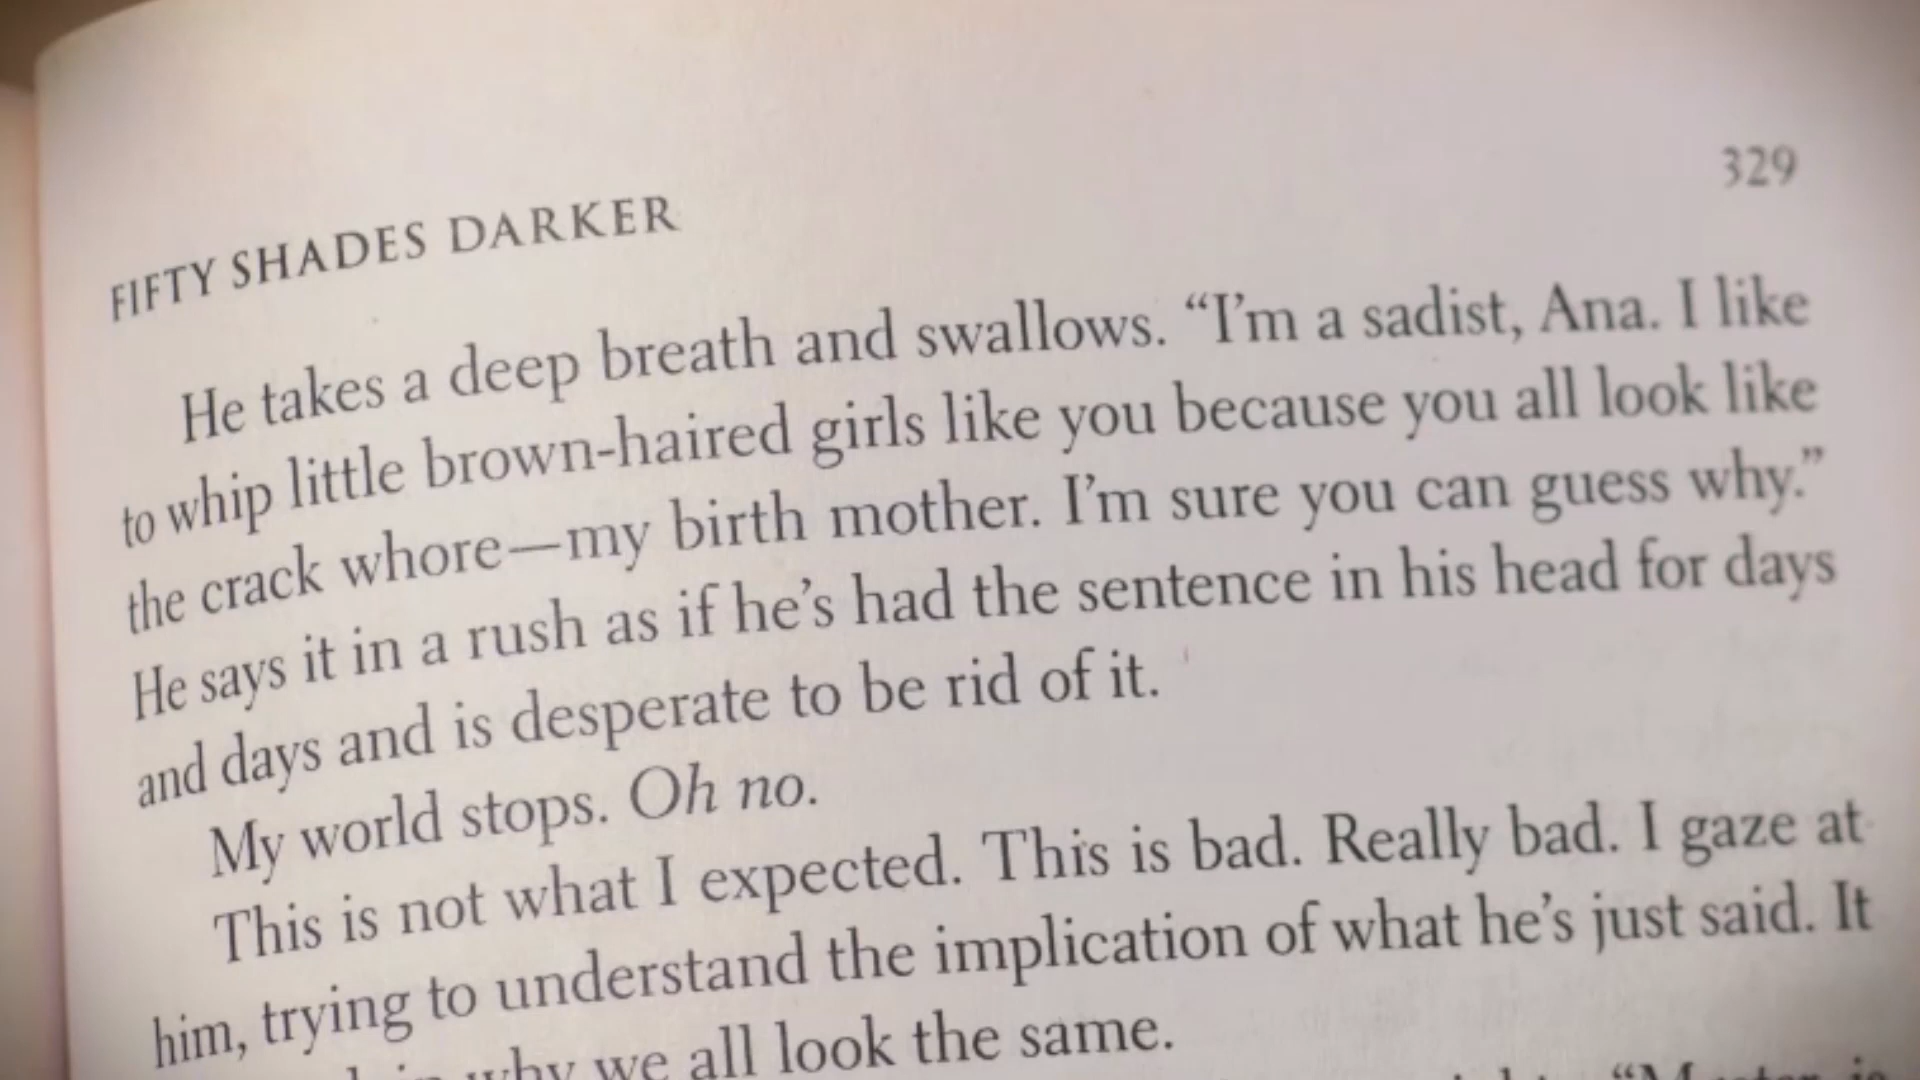 329
FIFTY SHADES DARKER
He takes a deep breath and swallows. “I’m a sadist, Ana. I like
to whip little brown-haired girls like you because you all look like
the crack whore—my birth mother. I’m sure you can guess why.”
He says it in a rush as if he’s had the sentence in his head for days
and days and is desperate to be rid of it.
My world stops. Oh no.
This is not what I expected. This is bad. Really bad. I gaze at
him, trying to understand the implication of what he’s just said. It
why we all look the same.